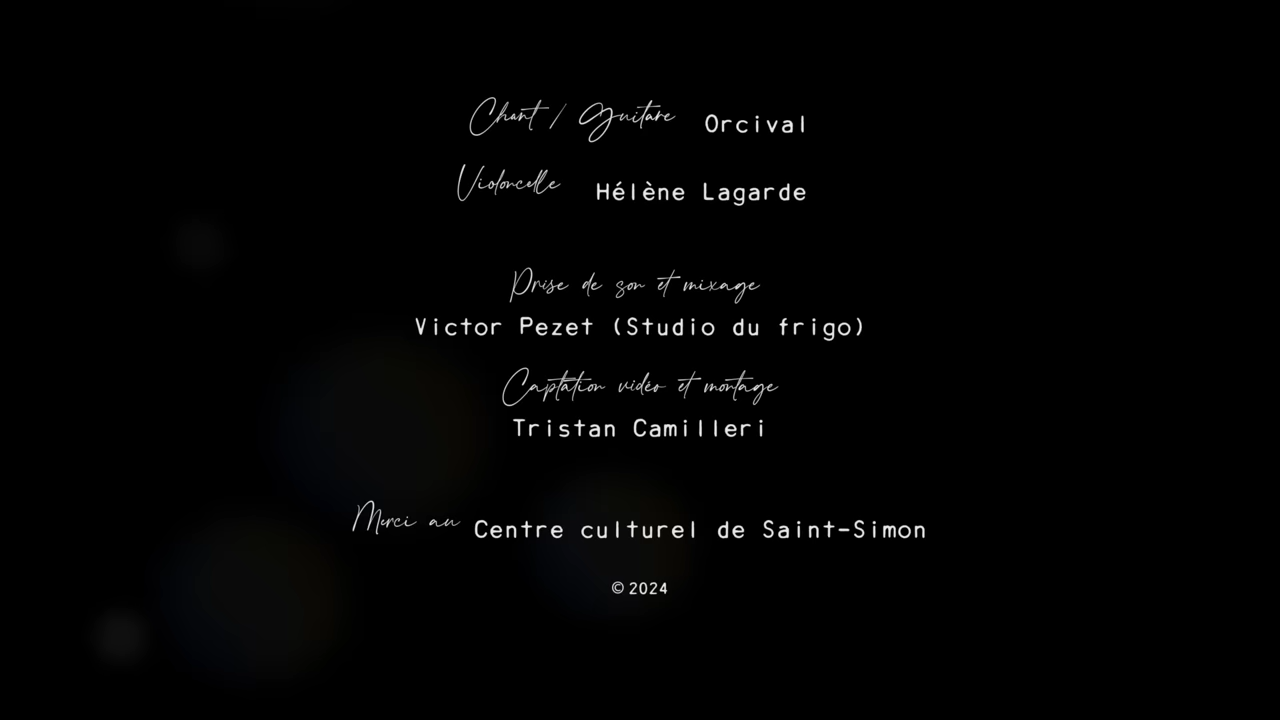 Chant / Guitare Orcival
Violoncelle Hélène Lagarde
Prise de son et mixage
Victor Pezet (Studio du frigo)
Captation vidéo et montage
Tristan Camilleri
Merci au Centre culturel de Saint-Simon
© 2024